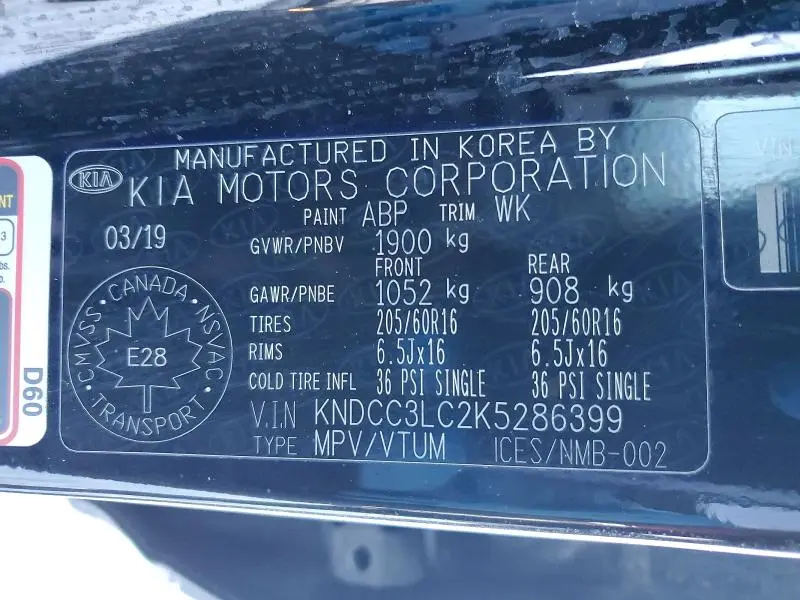 MANUFACTURED IN KOREA BY
KIA
KIA MOTORS CORPORATION
PAINT ABP TRIM WK
03/19
GVWR/PNBV 1900 kg
FRONT REAR
GAWR/PNBE 1052 kg 908 kg
TIRES 205/60R16 205/60R16
RIMS 6.5Jx16 6.5Jx16
COLD TIRE INFL 36 PSI SINGLE 36 PSI SINGLE
V.I.N KNDCC3LC2K5286399
TYPE MPV/VTUM ICES/NMB-002
CMVSS · CANADA · NSVAC
E28
TRANSPORT
D60
VIN